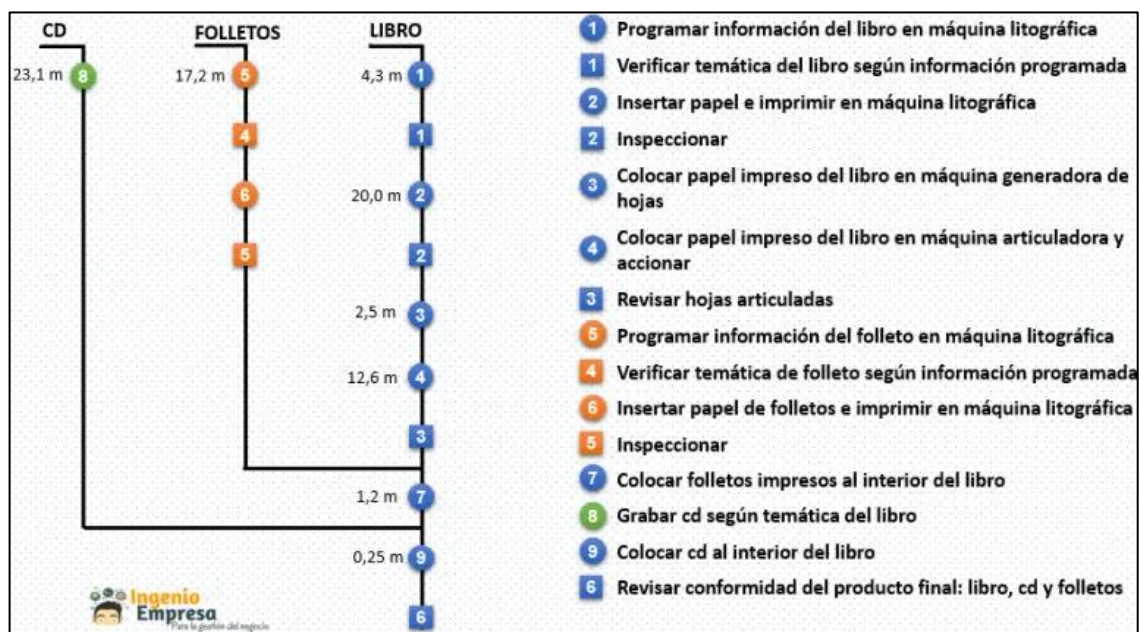 CD
FOLLETOS
LIBRO
23,1 m 8
17,2 m 5
4,3 m 1
4
1
6
20,0 m 2
5
2
2,5 m 3
12,6 m 4
3
1,2 m 7
0,25 m 9
6
1 Programar información del libro en máquina litográfica
1 Verificar temática del libro según información programada
2 Insertar papel e imprimir en máquina litográfica
2 Inspeccionar
3 Colocar papel impreso del libro en máquina generadora de
hojas
4 Colocar papel impreso del libro en máquina articuladora y
accionar
3 Revisar hojas articuladas
5 Programar información del folleto en máquina litográfica
4 Verificar temática de folleto según información programada
6 Insertar papel de folletos e imprimir en máquina litográfica
5 Inspeccionar
7 Colocar folletos impresos al interior del libro
8 Grabar cd según temática del libro
9 Colocar cd al interior del libro
6 Revisar conformidad del producto final: libro, cd y folletos
Ingenio
Empresa
Para la gestión del negocio